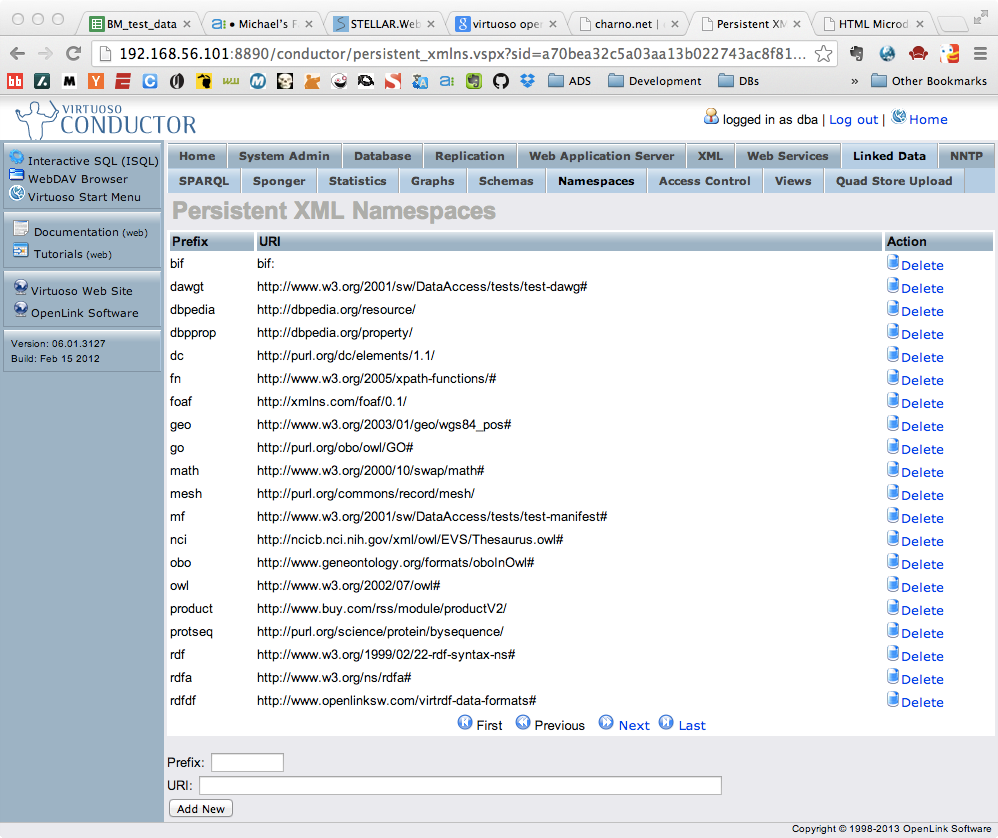 BM_test_data
a: • Michael's F
STELLAR.Web
virtuoso ope
charno.net |
Persistent XM
HTML Microd
192.168.56.101:8890/conductor/persistent_xmlns.vspx?sid=a70bea32c5a03aa13b022743ac8f81...
ADS
Development
DBs
»
Other Bookmarks
VIRTUOSO
CONDUCTOR
logged in as dba | Log out | Home
Interactive SQL (ISQL)
WebDAV Browser
Virtuoso Start Menu
Documentation (web)
Tutorials (web)
Virtuoso Web Site
OpenLink Software
Version: 06.01.3127
Build: Feb 15 2012
Home System Admin Database Replication Web Application Server XML Web Services Linked Data NNTP
SPARQL Sponger Statistics Graphs Schemas Namespaces Access Control Views Quad Store Upload
Persistent XML Namespaces
Prefix URI Action
bif bif: Delete
dawgt http://www.w3.org/2001/sw/DataAccess/tests/test-dawg# Delete
dbpedia http://dbpedia.org/resource/ Delete
dbpprop http://dbpedia.org/property/ Delete
dc http://purl.org/dc/elements/1.1/ Delete
fn http://www.w3.org/2005/xpath-functions/# Delete
foaf http://xmlns.com/foaf/0.1/ Delete
geo http://www.w3.org/2003/01/geo/wgs84_pos# Delete
go http://purl.org/obo/owl/GO# Delete
math http://www.w3.org/2000/10/swap/math# Delete
mesh http://purl.org/commons/record/mesh/ Delete
mf http://www.w3.org/2001/sw/DataAccess/tests/test-manifest# Delete
nci http://ncicb.nci.nih.gov/xml/owl/EVS/Thesaurus.owl# Delete
obo http://www.geneontology.org/formats/oboInOwl# Delete
owl http://www.w3.org/2002/07/owl# Delete
product http://www.buy.com/rss/module/productV2/ Delete
protseq http://purl.org/science/protein/bysequence/ Delete
rdf http://www.w3.org/1999/02/22-rdf-syntax-ns# Delete
rdfa http://www.w3.org/ns/rdfa# Delete
rdfdf http://www.openlinksw.com/virtrdf-data-formats# Delete
First Previous Next Last
Prefix:
URI:
Add New
Copyright © 1998-2013 OpenLink Software